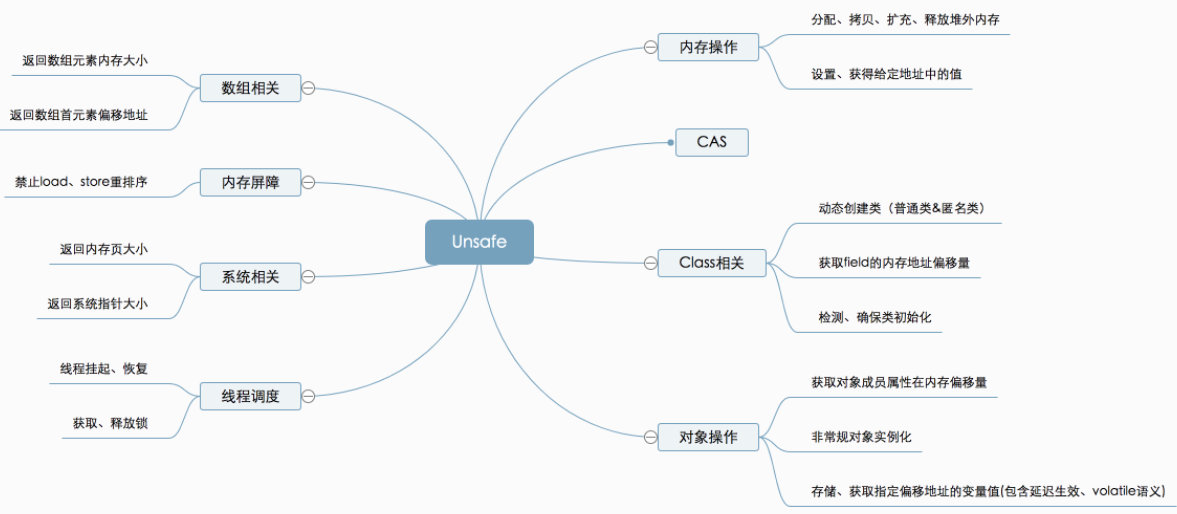 Unsafe
数组相关
返回数组元素内存大小
返回数组首元素偏移地址
内存屏障
禁止load、store重排序
系统相关
返回内存页大小
返回系统指针大小
线程调度
线程挂起、恢复
获取、释放锁
内存操作
分配、拷贝、扩充、释放堆外内存
设置、获得给定地址中的值
CAS
Class相关
动态创建类（普通类&匿名类）
获取field的内存地址偏移量
检测、确保类初始化
对象操作
获取对象成员属性在内存偏移量
非常规对象实例化
存储、获取指定偏移地址的变量值(包含延迟生效、volatile语义)